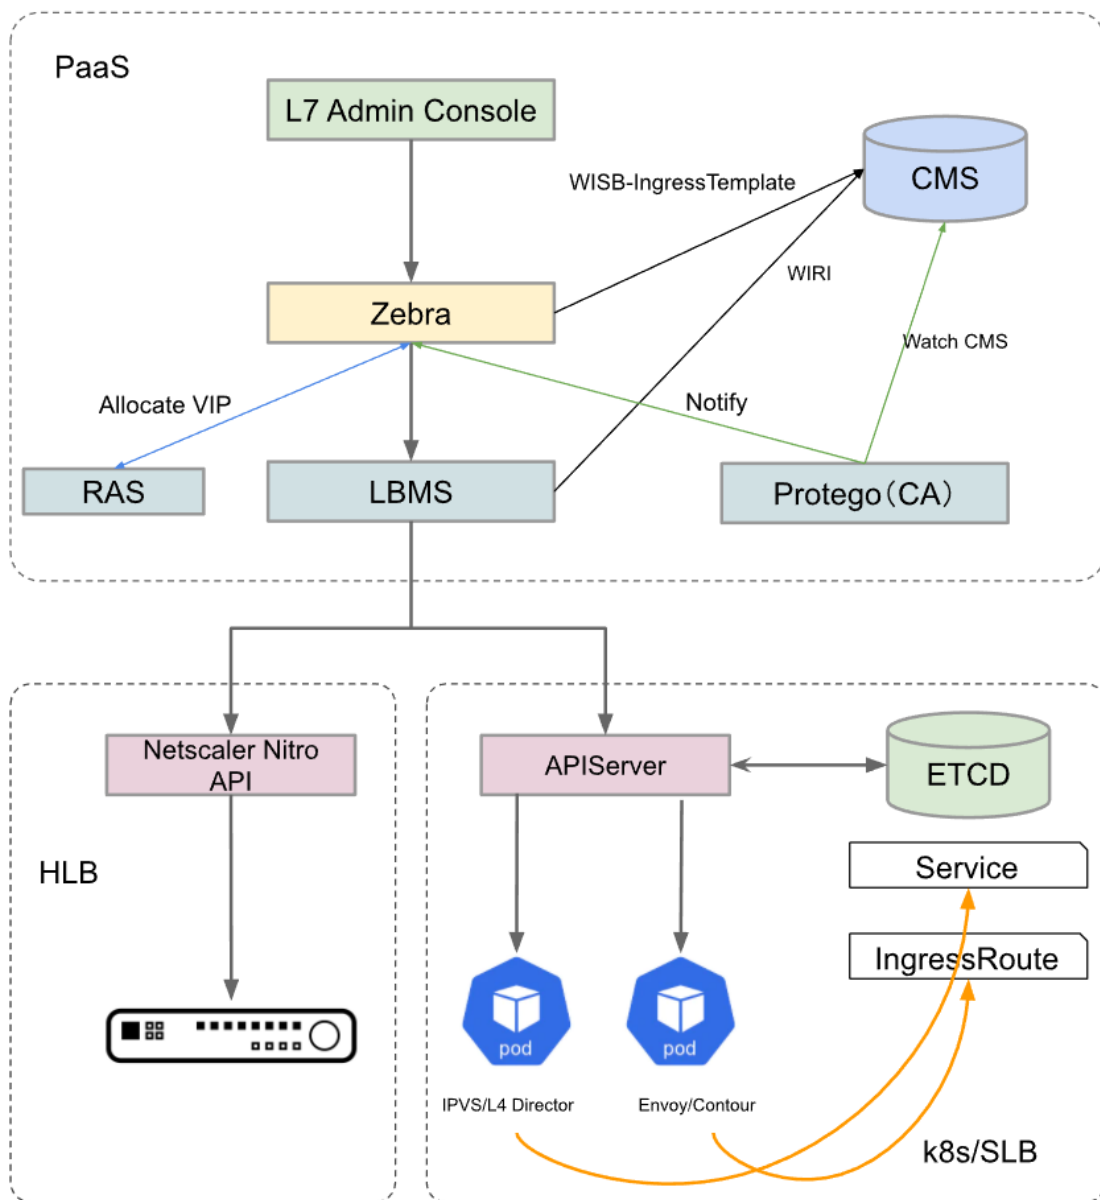 PaaS
L7 Admin Console
CMS
WISB-IngressTemplate
WIRI
Zebra
Watch CMS
Allocate VIP
Notify
RAS
LBMS
Protego（CA）
Netscaler Nitro
API
APIServer
ETCD
HLB
Service
IngressRoute
pod
pod
IPVS/L4 Director
Envoy/Contour
k8s/SLB